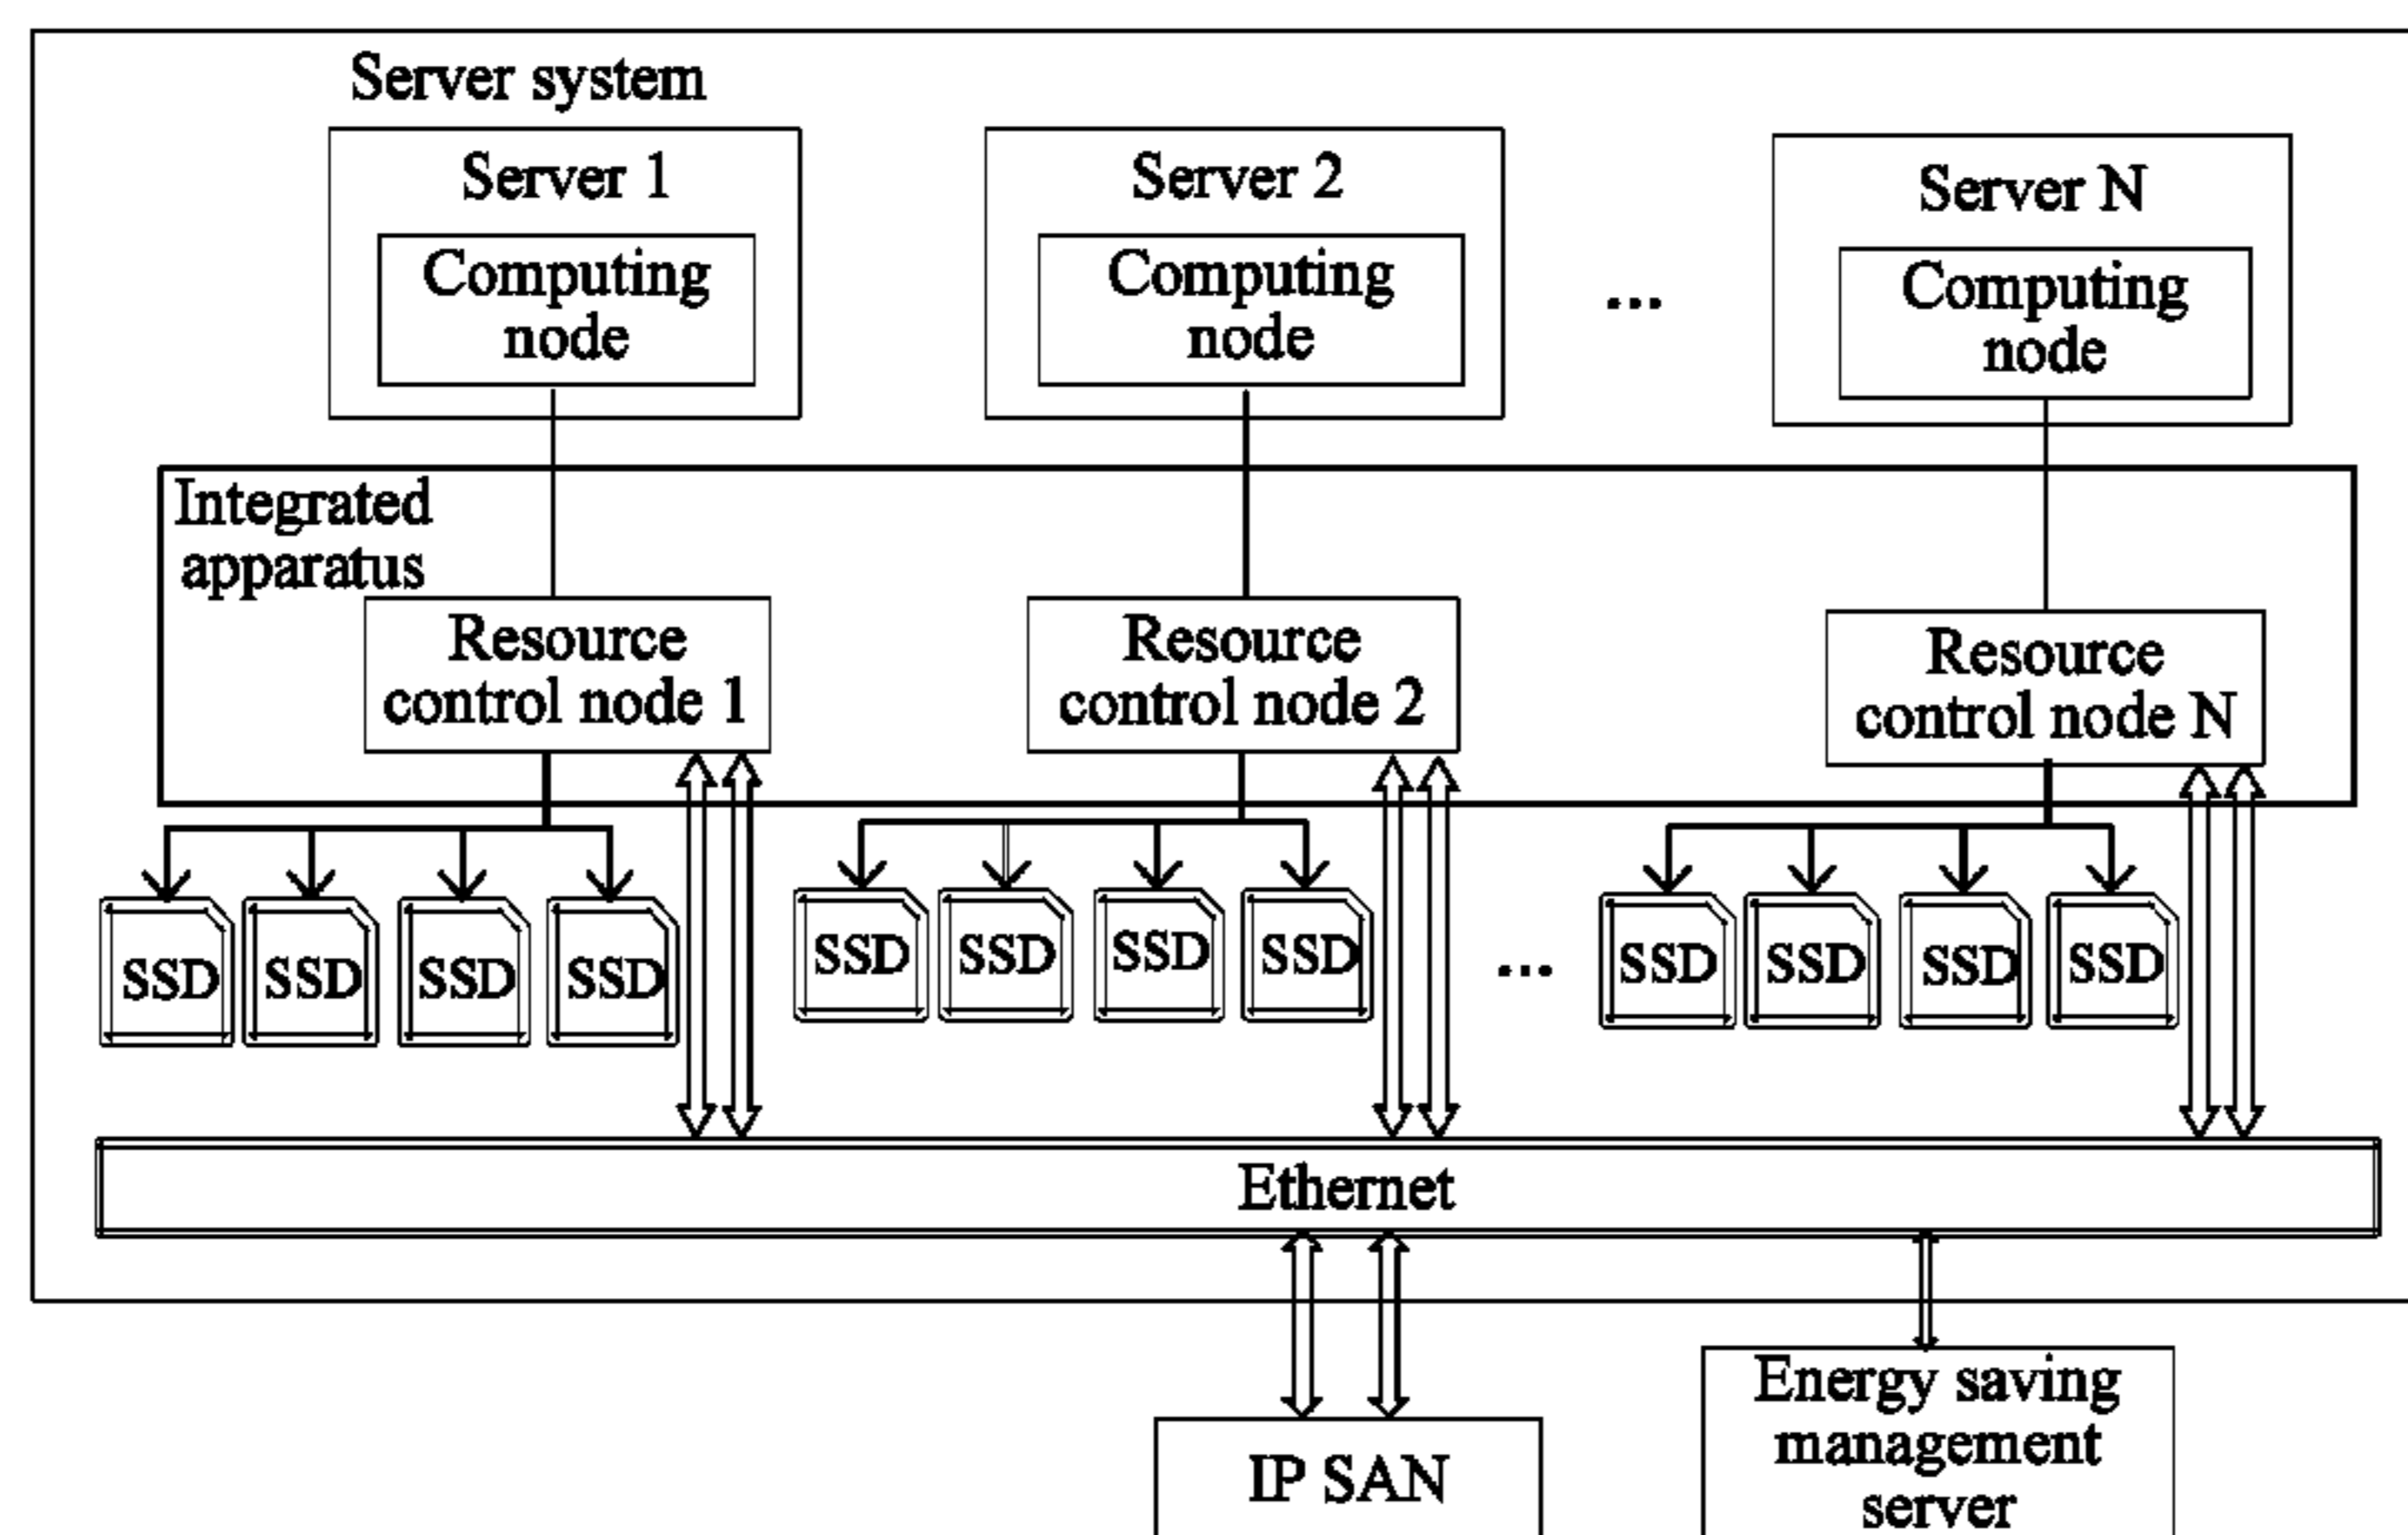 Server system
Server 1
Computing
node
Server 2
Computing
node
...
Server N
Computing
node
Integrated
apparatus
Resource
control node 1
Resource
control node 2
Resource
control node N
SSD
SSD
SSD
SSD
SSD
SSD
SSD
SSD
...
SSD
SSD
SSD
SSD
Ethernet
IP SAN
Energy saving
management
server